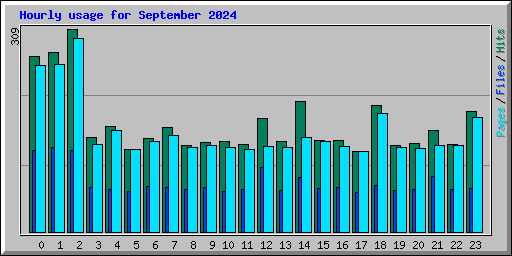 Hourly usage for September 2024
309
Pages/Files/Hits
0 1 2 3 4 5 6 7 8 9 10 11 12 13 14 15 16 17 18 19 20 21 22 23